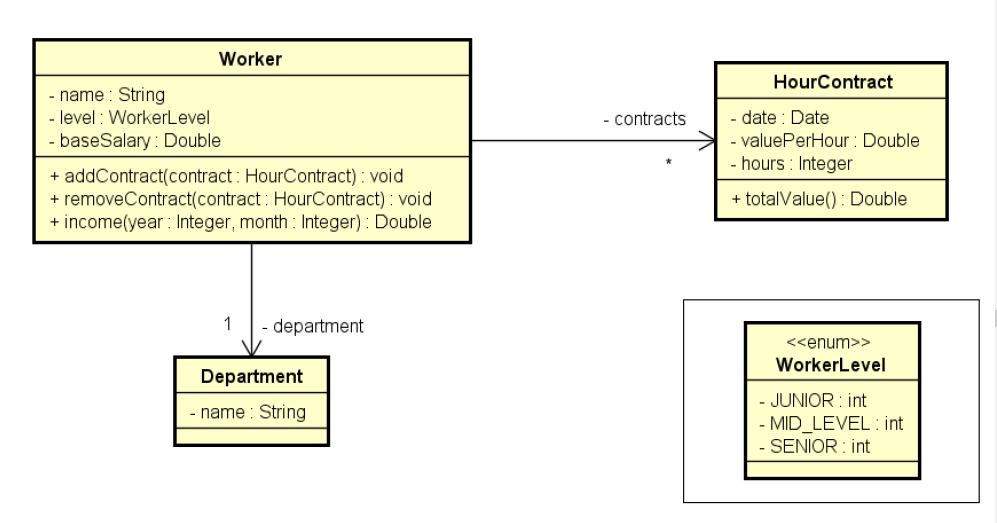 Worker
- name : String
- level : WorkerLevel
- baseSalary : Double
+ addContract(contract : HourContract) : void
+ removeContract(contract : HourContract) : void
+ income(year : Integer, month : Integer) : Double
- contracts
*
HourContract
- date : Date
- valuePerHour : Double
- hours : Integer
+ totalValue() : Double
1
- department
Department
- name : String
<<enum>>
WorkerLevel
- JUNIOR : int
- MID_LEVEL : int
- SENIOR : int